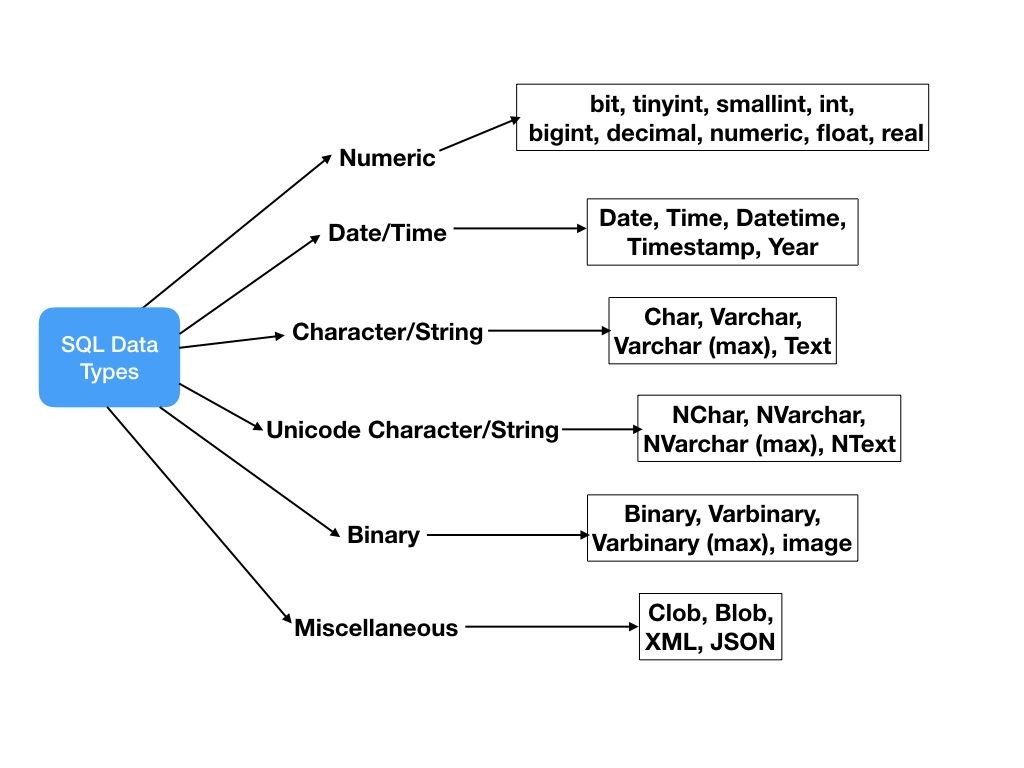 bit, tinyint, smallint, int,
bigint, decimal, numeric, float, real
Numeric
Date, Time, Datetime,
Timestamp, Year
Date/Time
Char, Varchar,
Varchar (max), Text
Character/String
SQL Data
Types
NChar, NVarchar,
NVarchar (max), NText
Unicode Character/String
Binary, Varbinary,
Varbinary (max), image
Binary
Clob, Blob,
XML, JSON
Miscellaneous